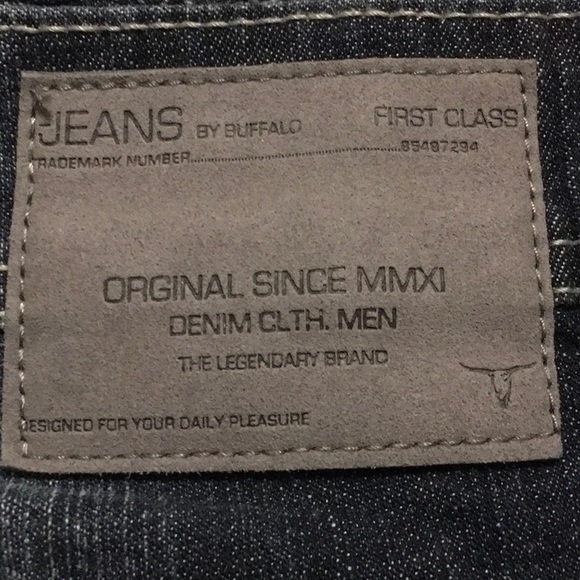 JEANS BY BUFFALO FIRST CLASS
TRADEMARK NUMBER..........85487294
ORGINAL SINCE MMXI
DENIM CLTH. MEN
THE LEGENDARY BRAND
DESIGNED FOR YOUR DAILY PLEASURE